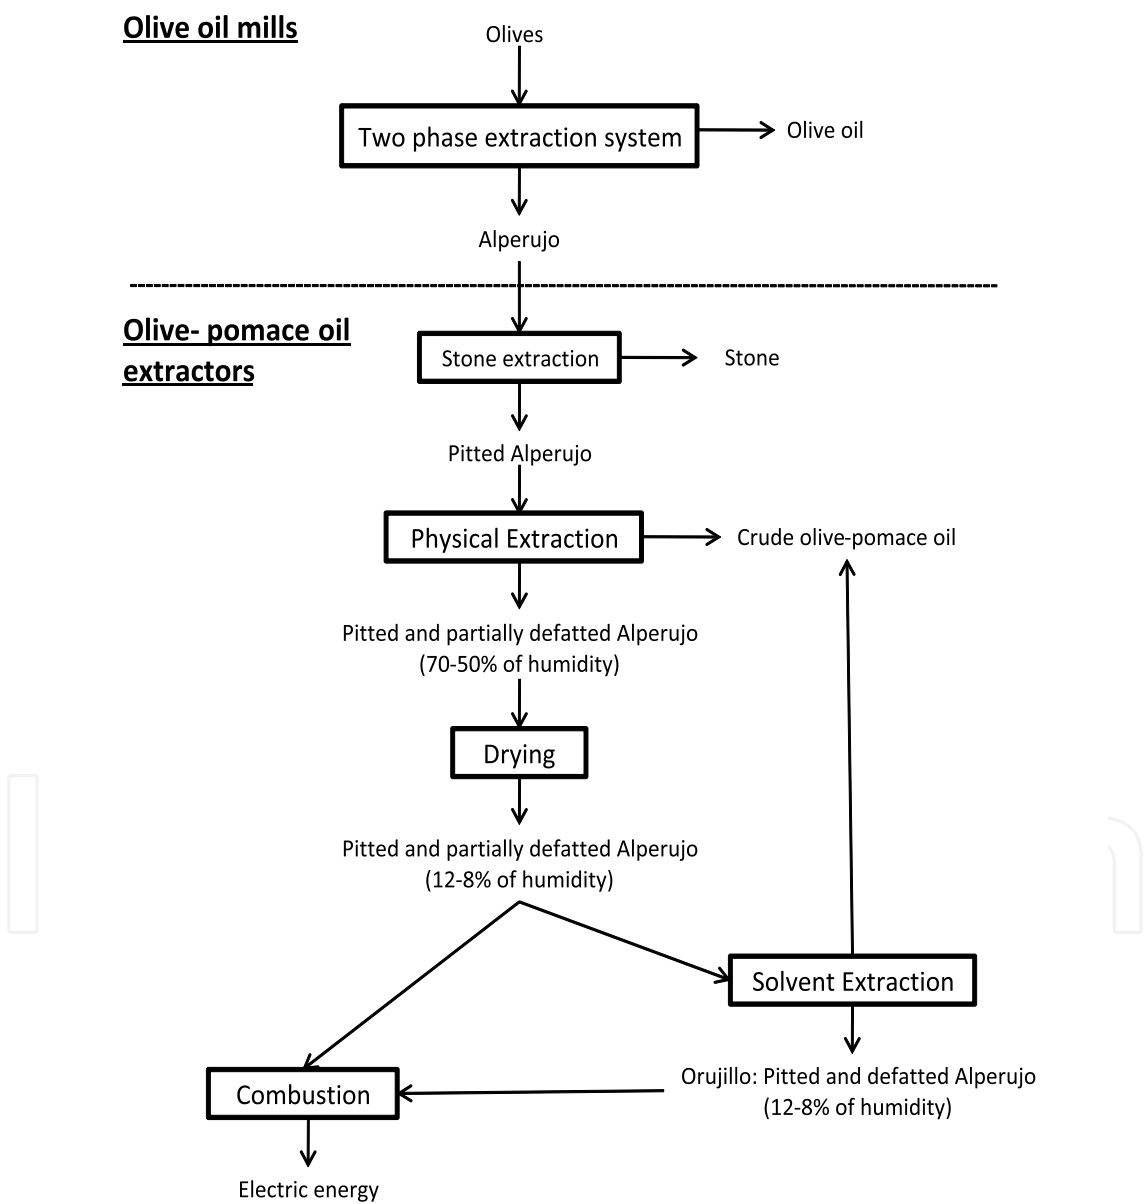 Olive oil mills
Olives
Two phase extraction system
Olive oil
Alperujo
Olive- pomace oil
extractors
Stone extraction
Stone
Pitted Alperujo
Physical Extraction
Crude olive-pomace oil
Pitted and partially defatted Alperujo
(70-50% of humidity)
Drying
Pitted and partially defatted Alperujo
(12-8% of humidity)
Solvent Extraction
Orujillo: Pitted and defatted Alperujo
(12-8% of humidity)
Combustion
Electric energy